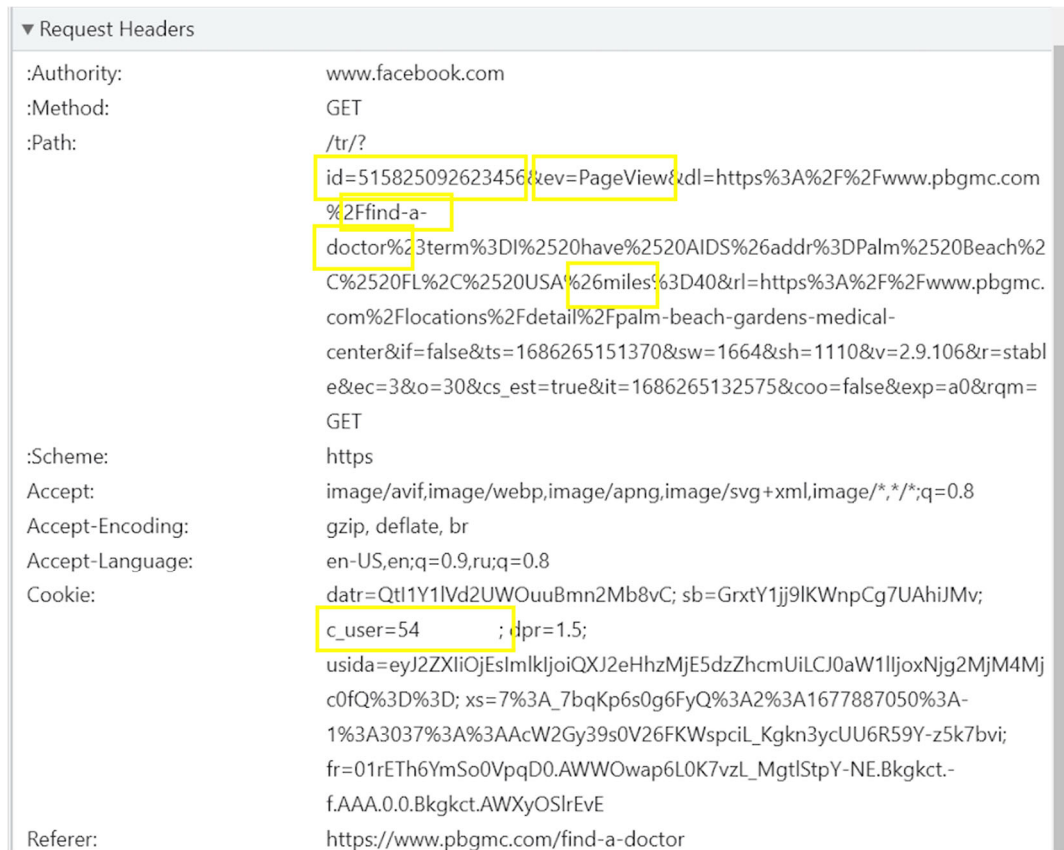 ▼ Request Headers
:Authority: www.facebook.com
:Method: GET
:Path: /tr/?
id=515825092623456&ev=PageView&dl=https%3A%2F%2Fwww.pbgmc.com
%2Ffind-a-
doctor%23term%3DI%2520have%2520AIDS%26addr%3DPalm%2520Beach%2
C%2520FL%2C%2520USA%26miles%3D40&rl=https%3A%2F%2Fwww.pbgmc.
com%2Flocations%2Fdetail%2Fpalm-beach-gardens-medical-
center&if=false&ts=1686265151370&sw=1664&sh=1110&v=2.9.106&r=stabl
e&ec=3&o=30&cs_est=true&it=1686265132575&coo=false&exp=a0&rqm=
GET
:Scheme: https
Accept: image/avif,image/webp,image/apng,image/svg+xml,image/*,*/*;q=0.8
Accept-Encoding: gzip, deflate, br
Accept-Language: en-US,en;q=0.9,ru;q=0.8
Cookie: datr=QtI1Y1lVd2UWOuuBmn2Mb8vC; sb=GrxtY1jj9lKWnpCg7UAhiJMv;
c_user=54 ; dpr=1.5;
usida=eyJ2ZXIiOjEsImlkIjoiQXJ2eHhzMjE5dzZhcmUiLCJ0aW1lIjoxNjg2MjM4Mj
c0fQ%3D%3D; xs=7%3A_7bqKp6s0g6FyQ%3A2%3A1677887050%3A-
1%3A3037%3A%3AAcW2Gy39s0V26FKWspciL_Kgkn3ycUU6R59Y-z5k7bvi;
fr=01rETh6YmSo0VpqD0.AWWOwap6L0K7vzL_MgtlStpY-NE.Bkgkct.-
f.AAA.0.0.Bkgkct.AWXyOSlrEvE
Referer: https://www.pbgmc.com/find-a-doctor